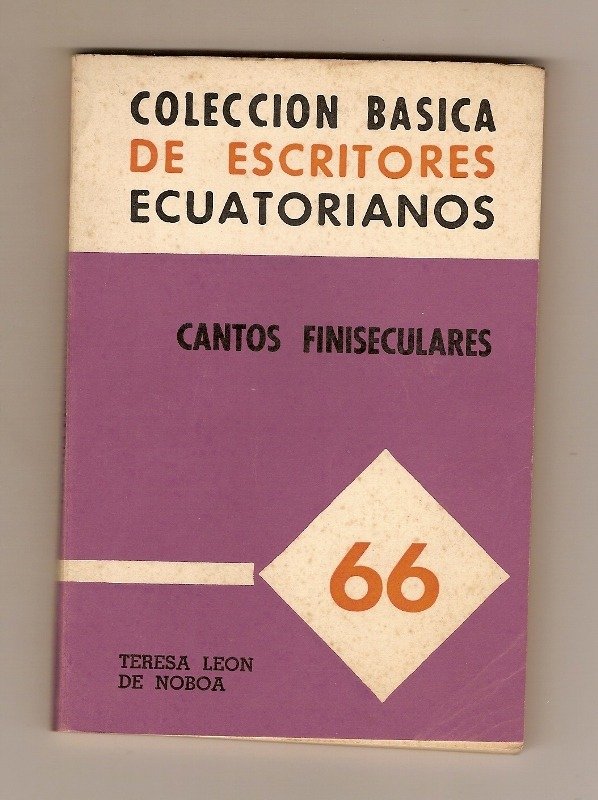 COLECCION BASICA
DE ESCRITORES
ECUATORIANOS
CANTOS FINISECULARES
66
TERESA LEON
DE NOBOA